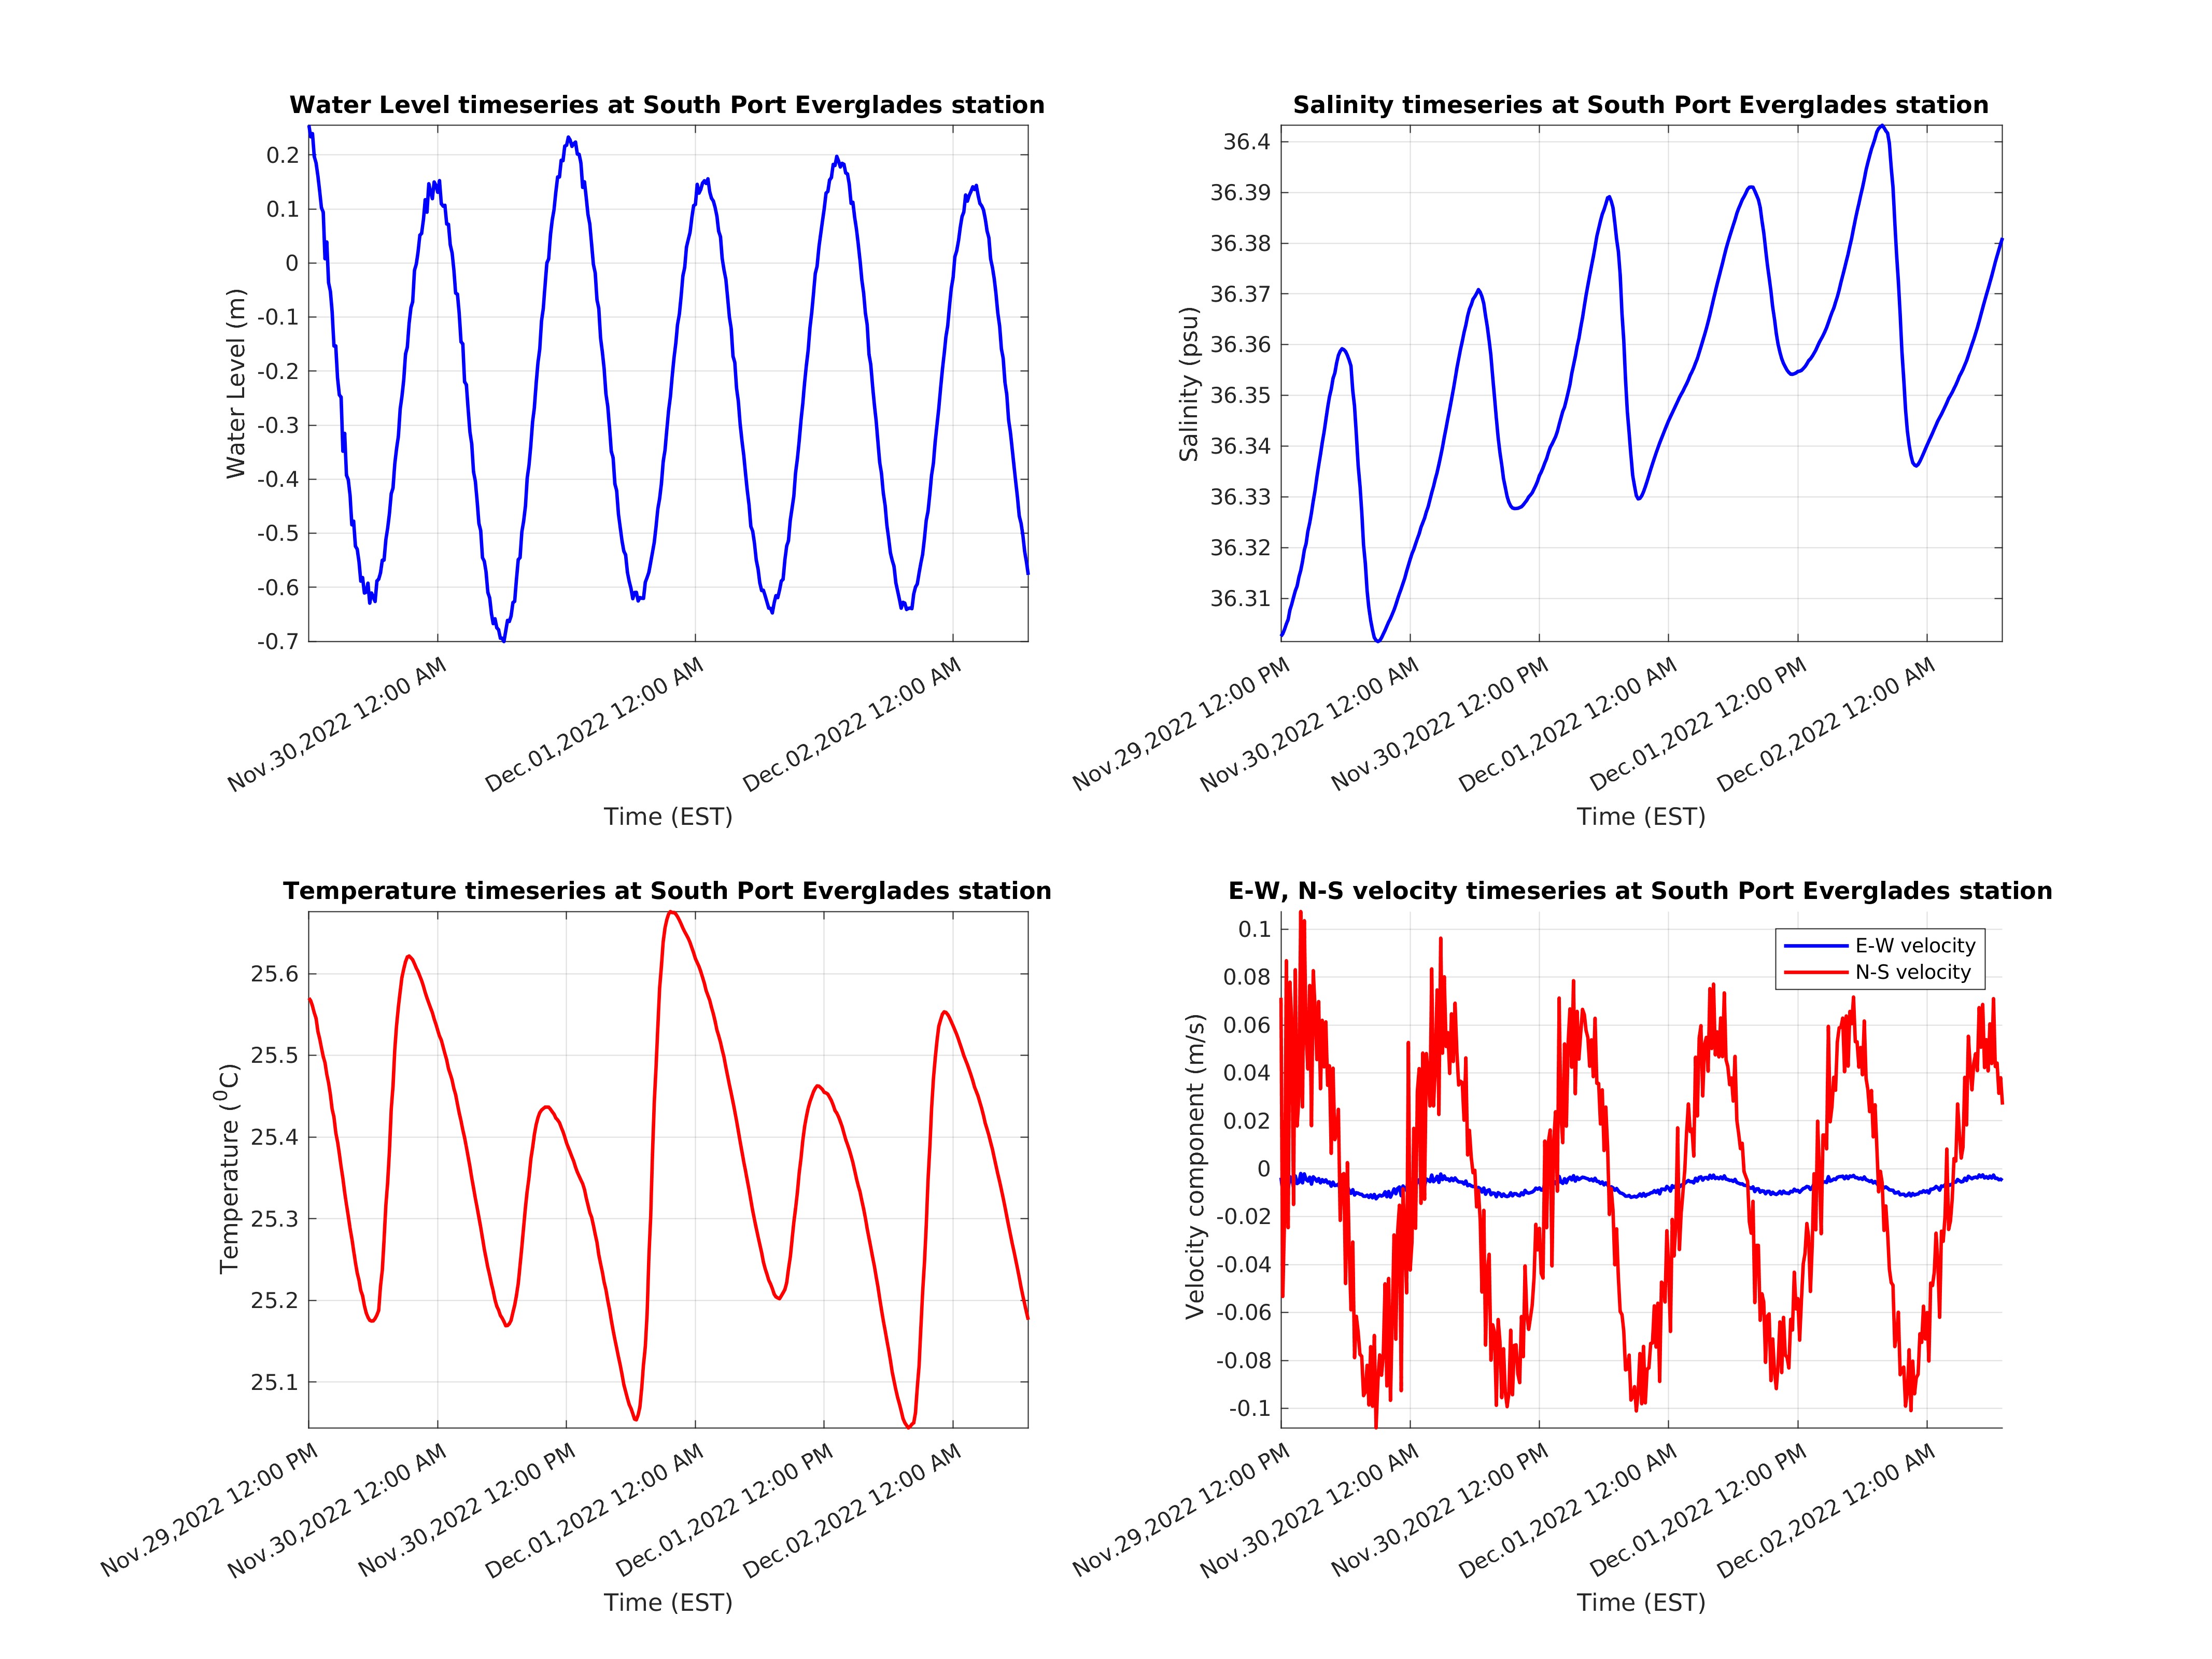 Water Level timeseries at South Port Everglades station
Water Level (m)
0.2
0.1
0
-0.1
-0.2
-0.3
-0.4
-0.5
-0.6
-0.7
Nov.30,2022 12:00 AM
Dec.01,2022 12:00 AM
Dec.02,2022 12:00 AM
Time (EST)
Salinity timeseries at South Port Everglades station
Salinity (psu)
36.4
36.39
36.38
36.37
36.36
36.35
36.34
36.33
36.32
36.31
Nov.29,2022 12:00 PM
Nov.30,2022 12:00 AM
Nov.30,2022 12:00 PM
Dec.01,2022 12:00 AM
Dec.01,2022 12:00 PM
Dec.02,2022 12:00 AM
Time (EST)
Temperature timeseries at South Port Everglades station
Temperature (⁰C)
25.6
25.5
25.4
25.3
25.2
25.1
Nov.29,2022 12:00 PM
Nov.30,2022 12:00 AM
Nov.30,2022 12:00 PM
Dec.01,2022 12:00 AM
Dec.01,2022 12:00 PM
Dec.02,2022 12:00 AM
Time (EST)
E-W, N-S velocity timeseries at South Port Everglades station
Velocity component (m/s)
0.1
0.08
0.06
0.04
0.02
0
-0.02
-0.04
-0.06
-0.08
-0.1
E-W velocity
N-S velocity
Nov.29,2022 12:00 PM
Nov.30,2022 12:00 AM
Nov.30,2022 12:00 PM
Dec.01,2022 12:00 AM
Dec.01,2022 12:00 PM
Dec.02,2022 12:00 AM
Time (EST)